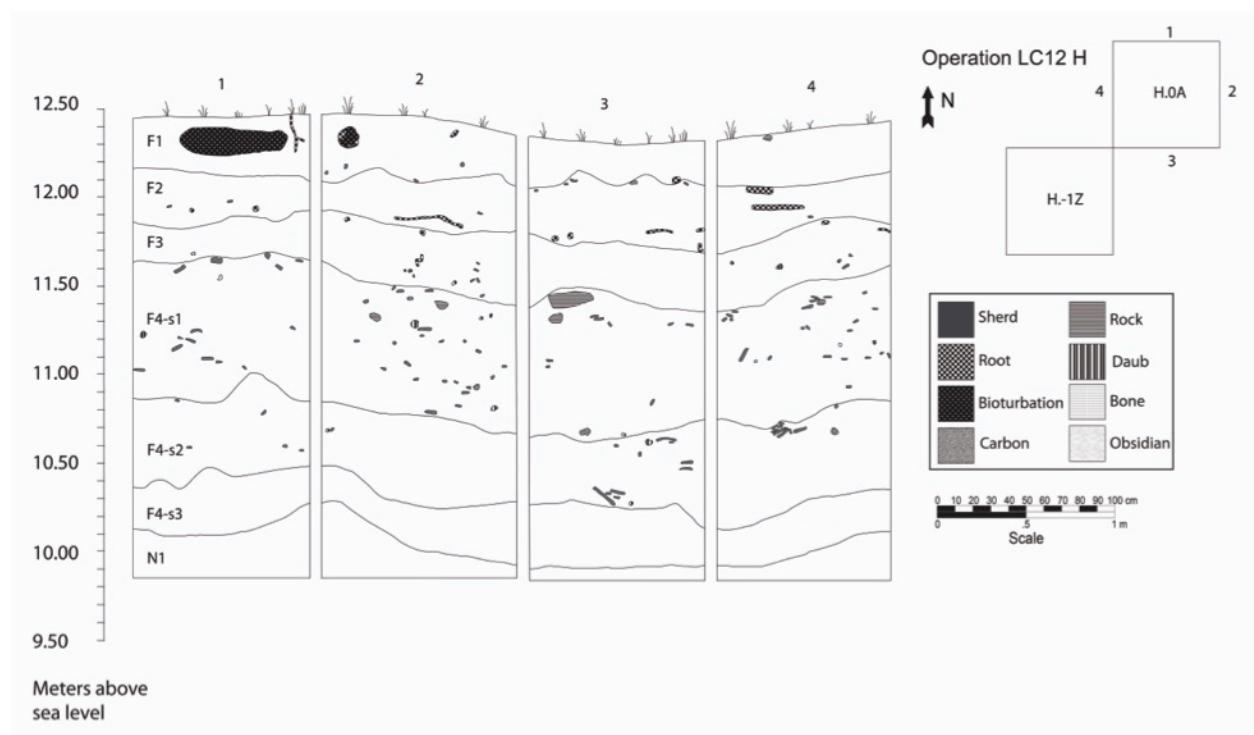 1
2
3
4
12.50
12.00
11.50
11.00
10.50
10.00
9.50
Meters above
sea level
F1
F2
F3
F4-s1
F4-s2
F4-s3
N1
Operation LC12 H
N
1
4
H.0A
2
3
H.-1Z
Sherd
Rock
Root
Daub
Bioturbation
Bone
Carbon
Obsidian
0 10 20 30 40 50 60 70 80 90 100 cm
0 .5 1 m
Scale